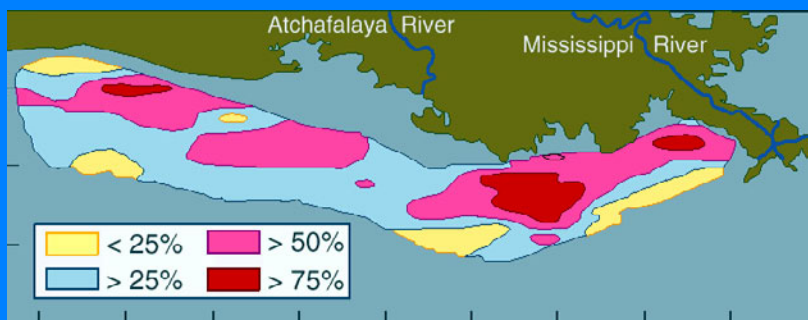 Atchafalaya River
Mississippi River
< 25%
> 50%
> 25%
> 75%